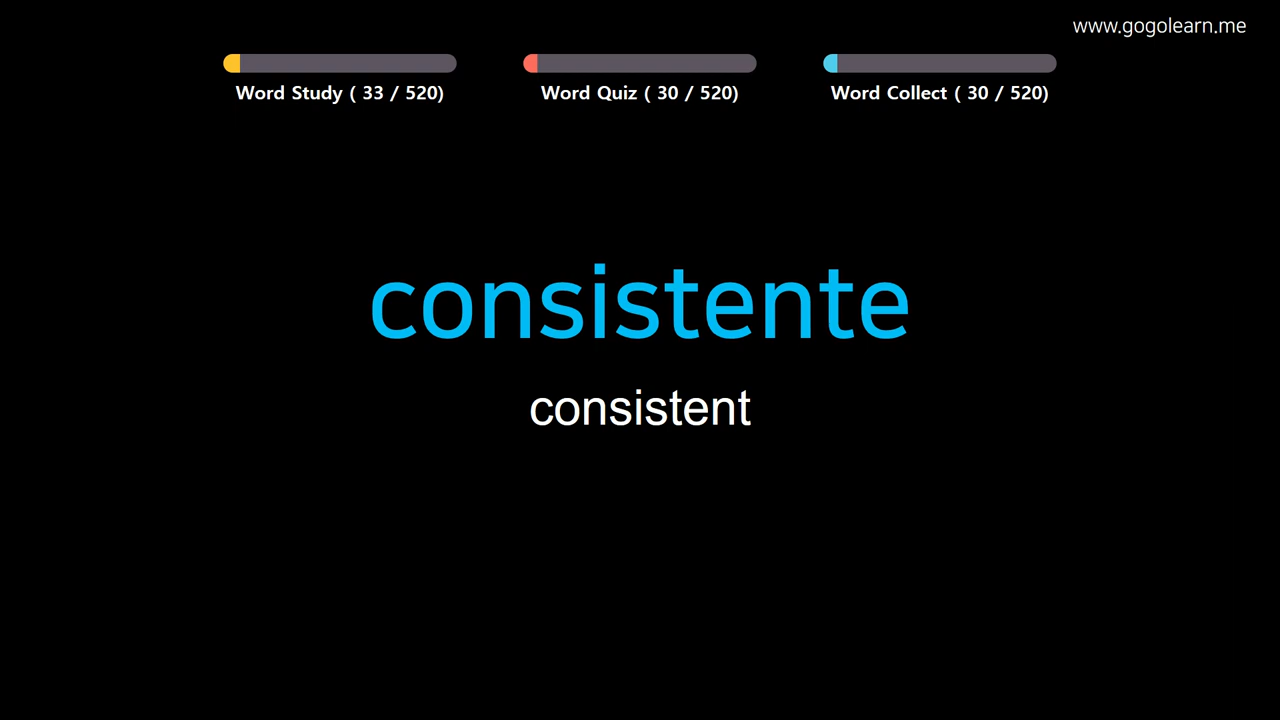 www.gogolearn.me
Word Study ( 33 / 520)
Word Quiz ( 30 / 520)
Word Collect ( 30 / 520)
consistente
consistent